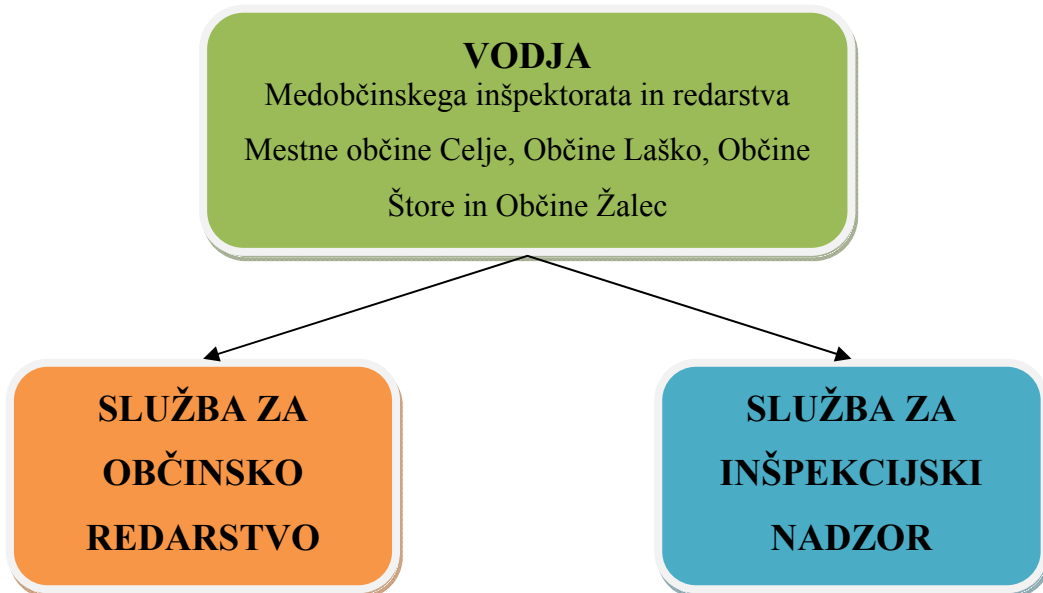 VODJA
Medobčinskega inšpektorata in redarstva
Mestne občine Celje, Občine Laško, Občine
Štore in Občine Žalec
SLUŽBA ZA
OBČINSKO
REDARSTVO
SLUŽBA ZA
INŠPEKCIJSKI
NADZOR